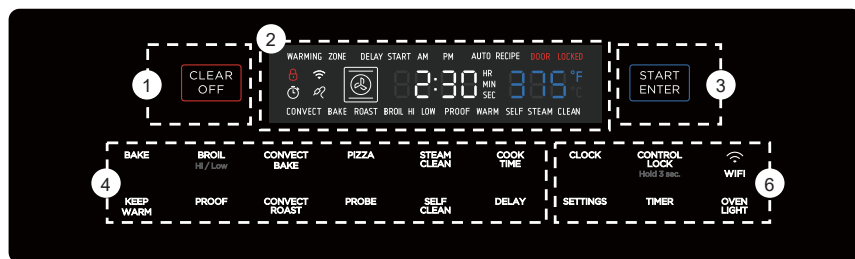 2
1
CLEAR
OFF
WARMING ZONE DELAY START AM PM AUTO RECIPE DOOR LOCKED
2:30
HR
MIN
SEC
375
°F
°C
CONVECT BAKE ROAST BROIL HI LOW PROOF WARM SELF STEAM CLEAN
START
ENTER
3
4
BAKE
BROIL
Hi / Low
CONVECT
BAKE
PIZZA
STEAM
CLEAN
COOK
TIME
KEEP
WARM
PROOF
CONVECT
ROAST
PROBE
SELF
CLEAN
DELAY
CLOCK
CONTROL
LOCK
Hold 3 sec.
WIFI
6
SETTINGS
TIMER
OVEN
LIGHT